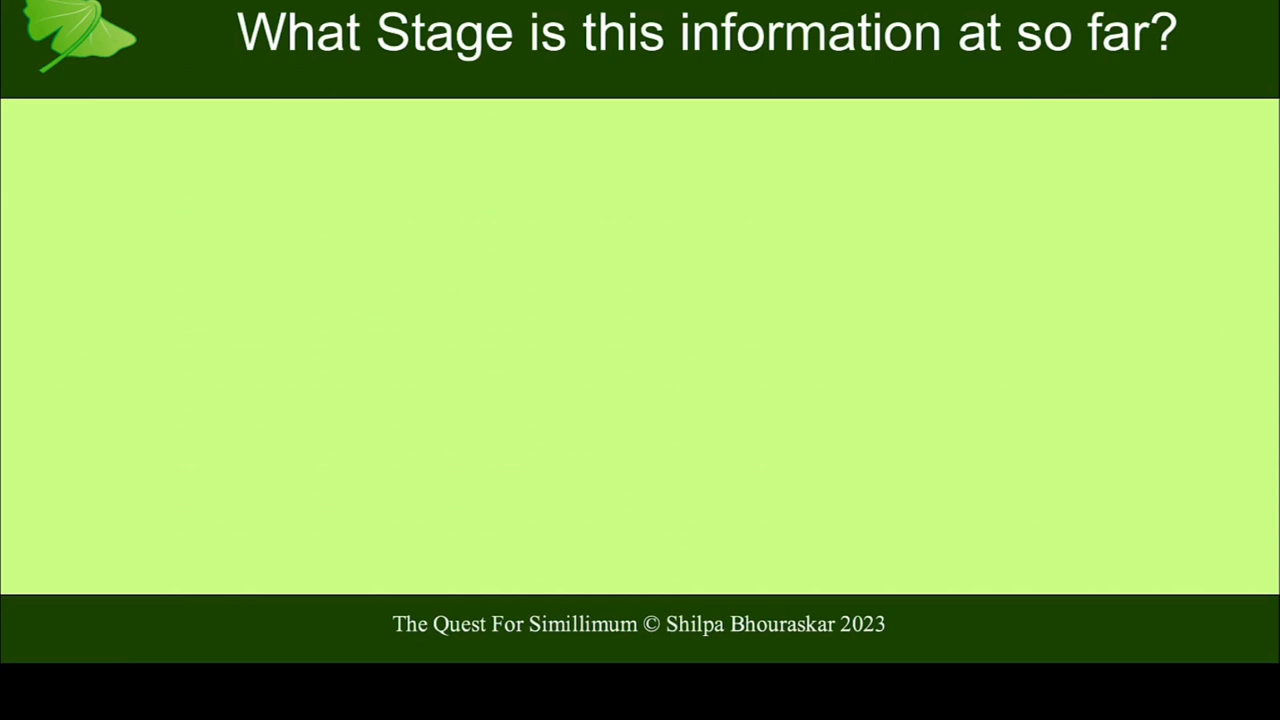 What Stage is this information at so far?
The Quest For Simillimum © Shilpa Bhouraskar 2023